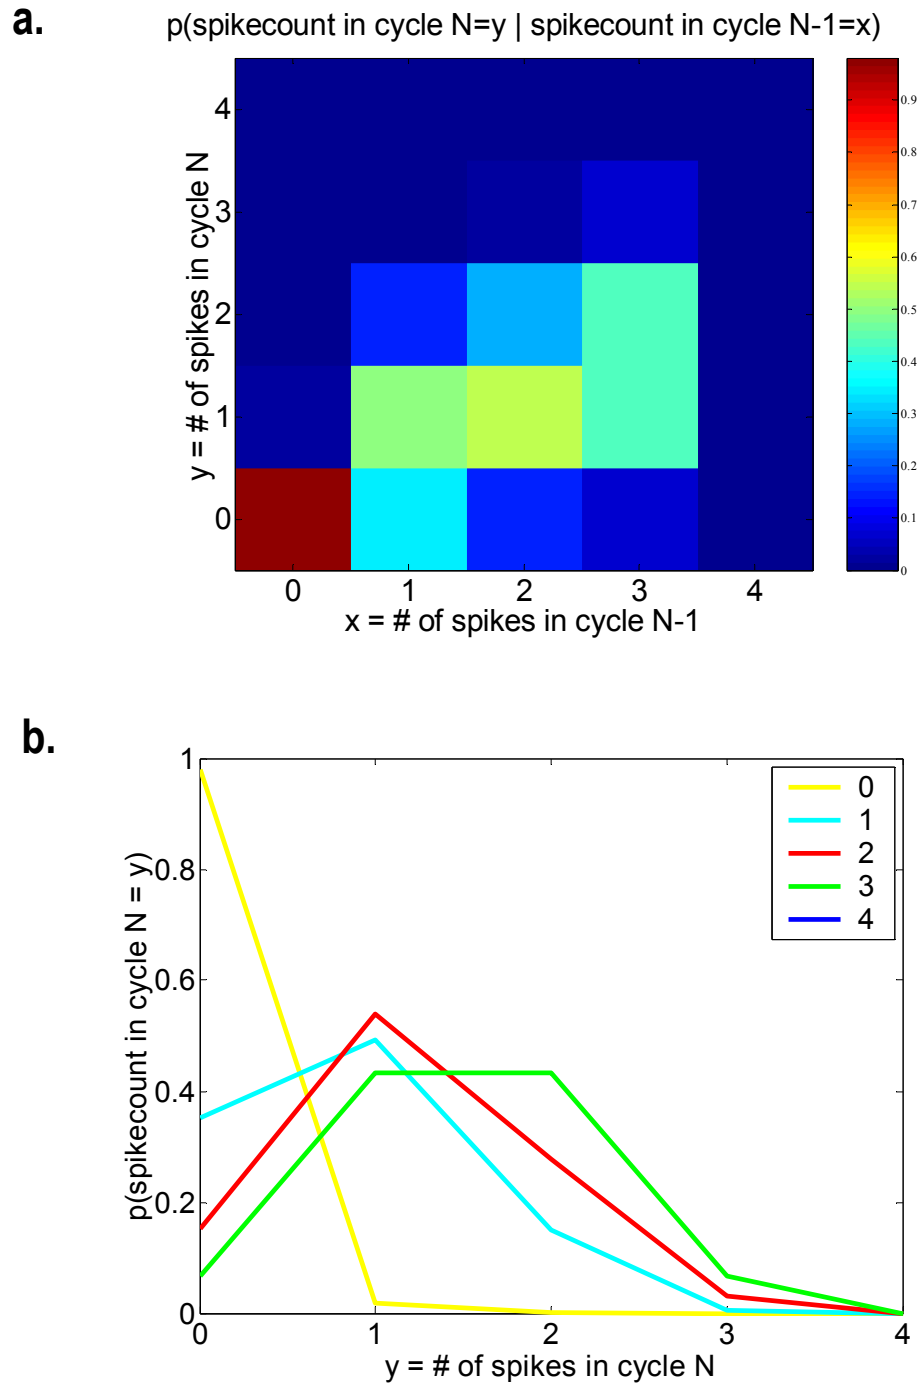 a.
p(spikecount in cycle N=y | spikecount in cycle N-1=x)
y = # of spikes in cycle N
4
3
2
1
0
0 1 2 3 4
x = # of spikes in cycle N-1
0.9
0.8
0.7
0.6
0.5
0.4
0.3
0.2
0.1
0
b.
p(spikecount in cycle N = y)
1
0.8
0.6
0.4
0.2
0
0 1 2 3 4
y = # of spikes in cycle N
0
1
2
3
4